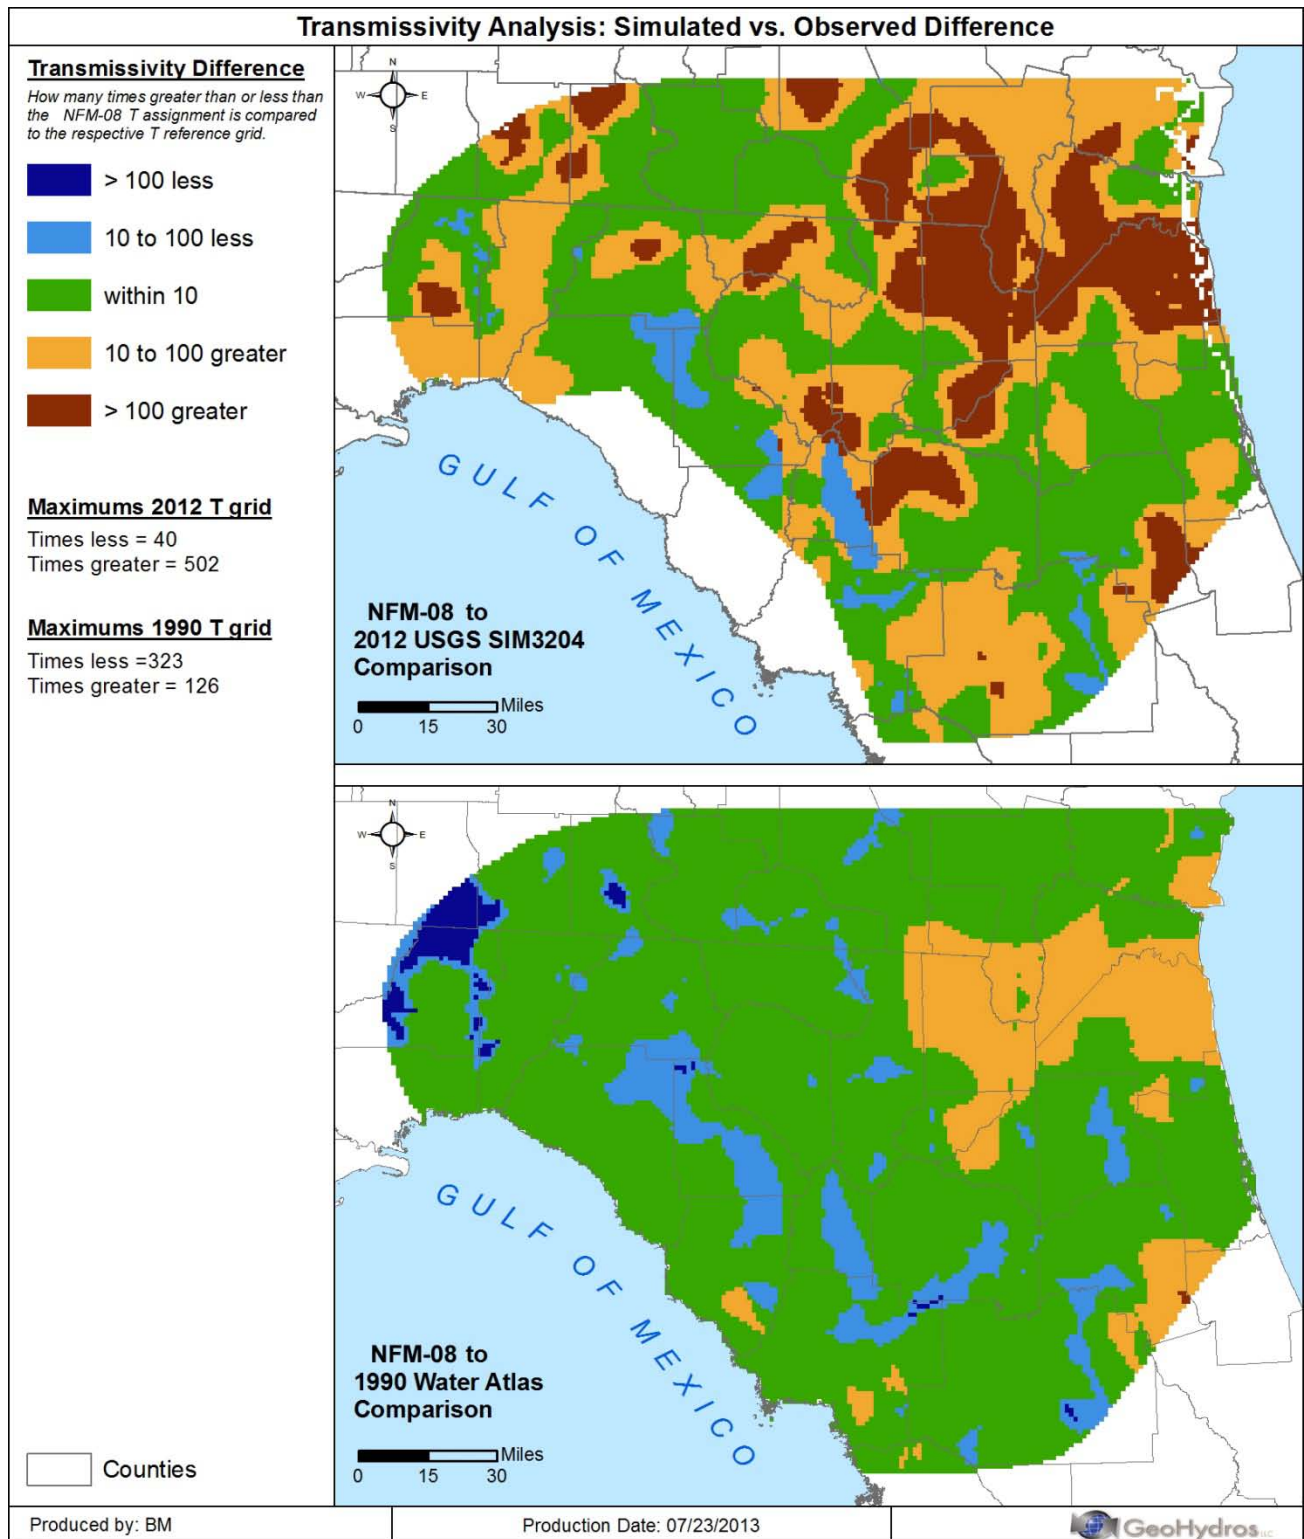 Transmissivity Analysis: Simulated vs. Observed Difference
Transmissivity Difference
How many times greater than or less than
the NFM-08 T assignment is compared
to the respective T reference grid.
> 100 less
10 to 100 less
within 10
10 to 100 greater
> 100 greater
Maximums 2012 T grid
Times less = 40
Times greater = 502
Maximums 1990 T grid
Times less =323
Times greater = 126
Counties
N
W E
S
GULF OF MEXICO
NFM-08 to
2012 USGS SIM3204
Comparison
Miles
0 15 30
N
W E
S
GULF OF MEXICO
NFM-08 to
1990 Water Atlas
Comparison
Miles
0 15 30
Produced by: BM
Production Date: 07/23/2013
GeoHydros LLC